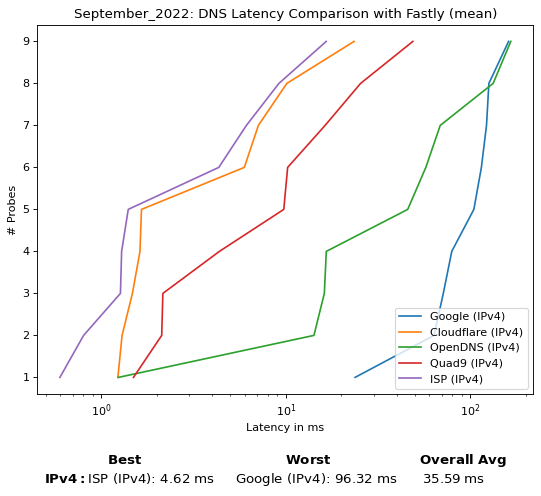 September_2022: DNS Latency Comparison with Fastly (mean)
# Probes
9
8
7
6
5
4
3
2
1
Google (IPv4)
Cloudflare (IPv4)
OpenDNS (IPv4)
Quad9 (IPv4)
ISP (IPv4)
10⁰ 10¹ 10²
Latency in ms
Best Worst Overall Avg
IPv4: ISP (IPv4): 4.62 ms Google (IPv4): 96.32 ms 35.59 ms